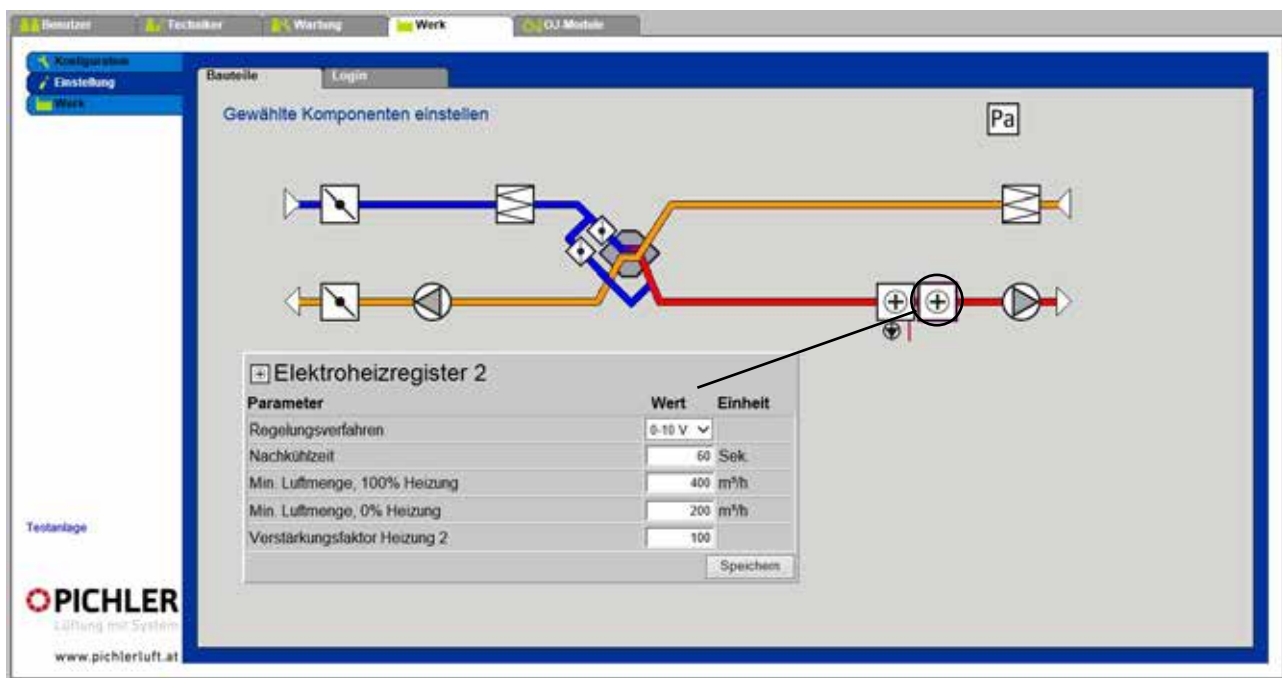 Benutzer Techniker Wartung Werk OJ Module
Konfiguration
Einstellung
Werk
Bauteile Login
Gewählte Komponenten einstellen
Pa
Elektroheizregister 2
Parameter Wert Einheit
Regelungsverfahren 0-10 V
Nachkühlzeit 60 Sek.
Min. Luftmenge, 100% Heizung 400 m³/h
Min. Luftmenge, 0% Heizung 200 m³/h
Verstärkungsfaktor Heizung 2 100
Speichern
Testanlage
PICHLER
Lüftung mit System
www.pichlerluft.at